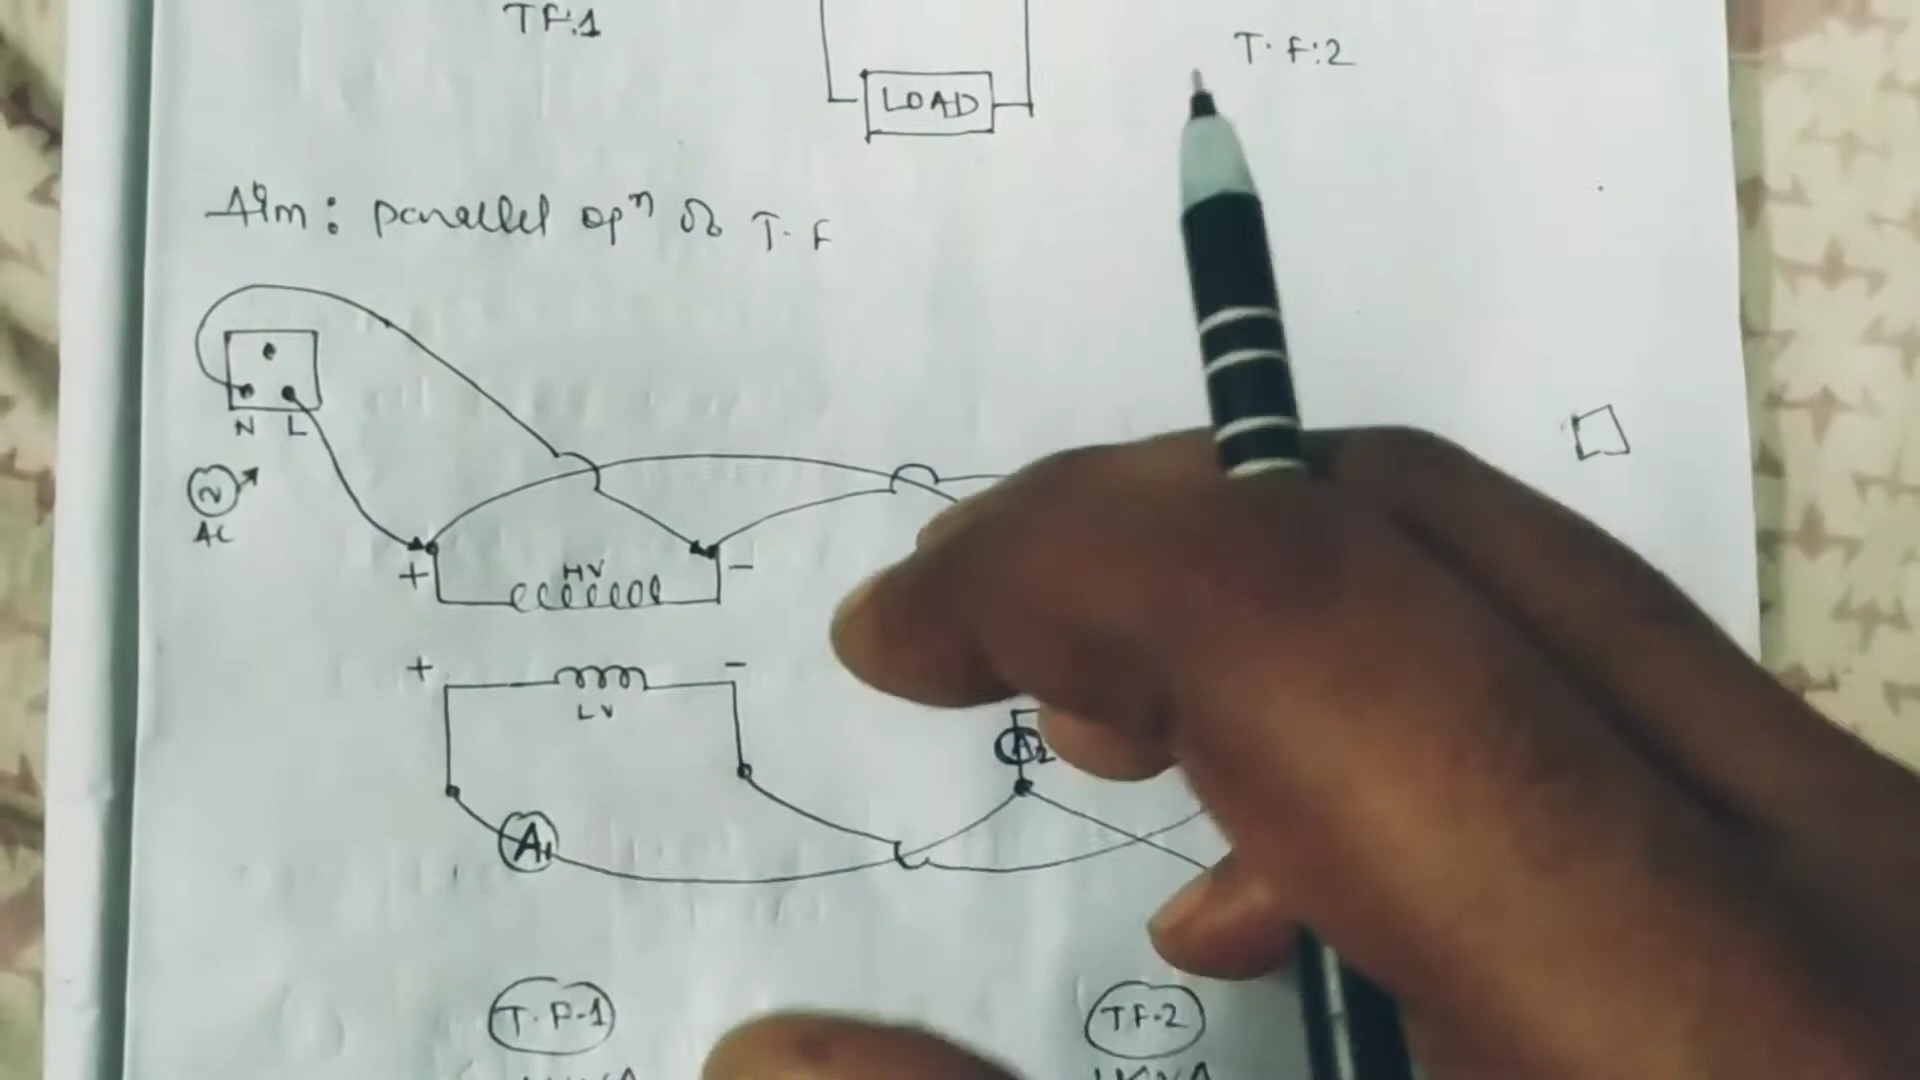 TF:1
T. F:2
LOAD
Aim: parallel opⁿ of T. F
N L
AC
HV
+ -
+ -
LV
A2
A1
T.F-1
TF-2